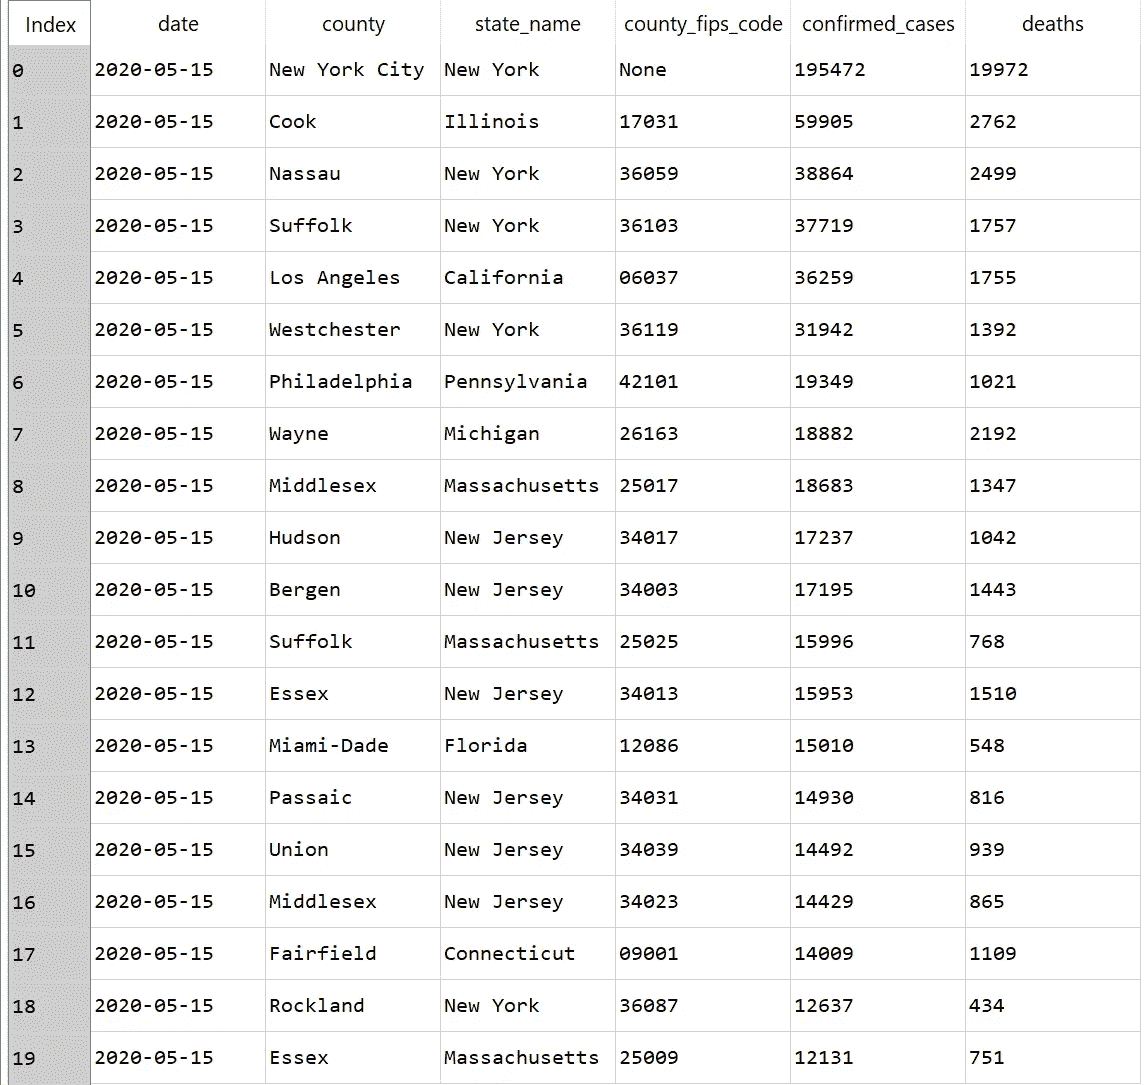 Index date county state_name county_fips_code confirmed_cases deaths
0 2020-05-15 New York City New York None 195472 19972
1 2020-05-15 Cook Illinois 17031 59905 2762
2 2020-05-15 Nassau New York 36059 38864 2499
3 2020-05-15 Suffolk New York 36103 37719 1757
4 2020-05-15 Los Angeles California 06037 36259 1755
5 2020-05-15 Westchester New York 36119 31942 1392
6 2020-05-15 Philadelphia Pennsylvania 42101 19349 1021
7 2020-05-15 Wayne Michigan 26163 18882 2192
8 2020-05-15 Middlesex Massachusetts 25017 18683 1347
9 2020-05-15 Hudson New Jersey 34017 17237 1042
10 2020-05-15 Bergen New Jersey 34003 17195 1443
11 2020-05-15 Suffolk Massachusetts 25025 15996 768
12 2020-05-15 Essex New Jersey 34013 15953 1510
13 2020-05-15 Miami-Dade Florida 12086 15010 548
14 2020-05-15 Passaic New Jersey 34031 14930 816
15 2020-05-15 Union New Jersey 34039 14492 939
16 2020-05-15 Middlesex New Jersey 34023 14429 865
17 2020-05-15 Fairfield Connecticut 09001 14009 1109
18 2020-05-15 Rockland New York 36087 12637 434
19 2020-05-15 Essex Massachusetts 25009 12131 751